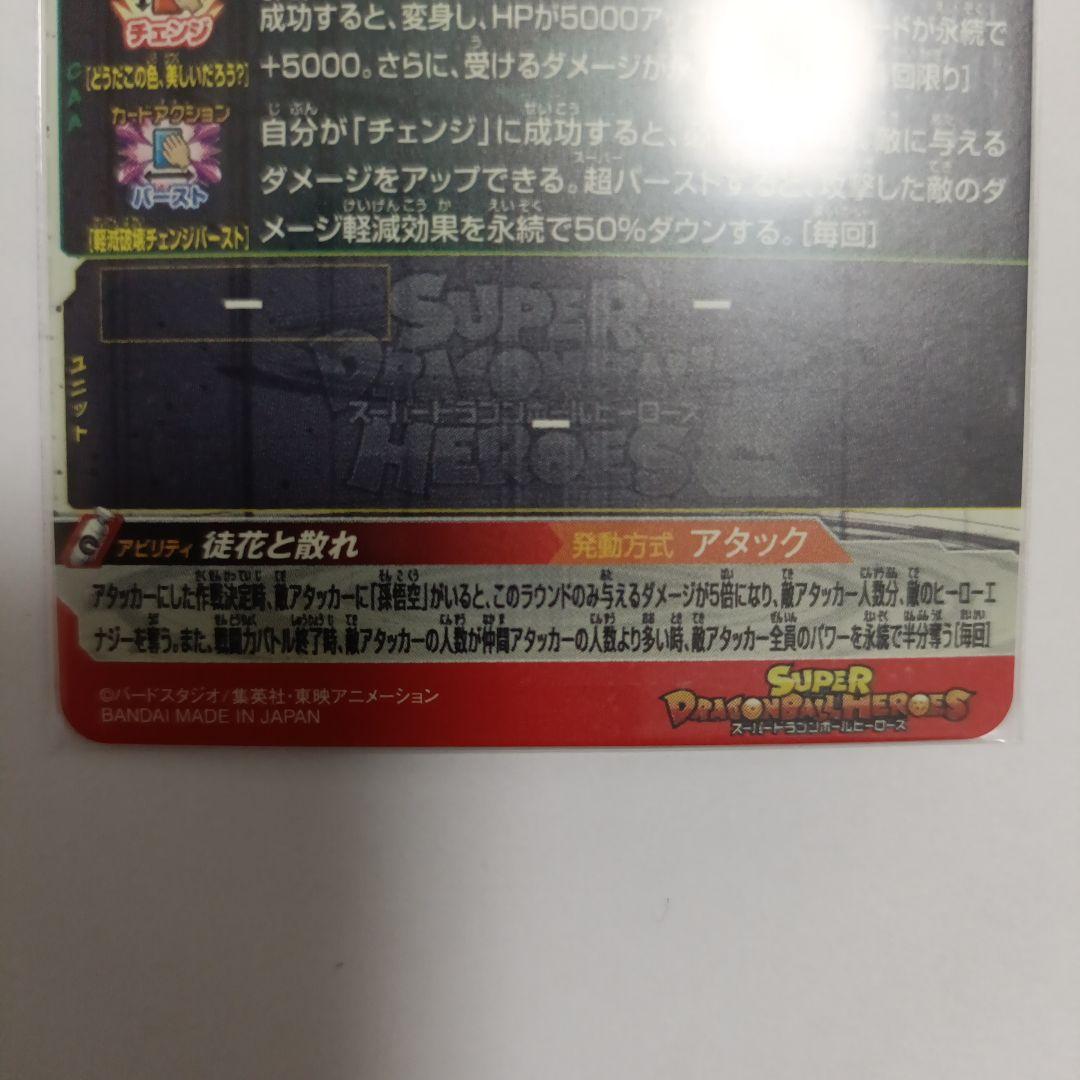 チェンジ
[どうだこの色、美しいだろう?]
成功すると、変身し、HPが5000アッ ードが永続で
+5000。さらに、受けるダメージが 回限り]
CAA
カードアクション
バースト
[軽減破壊チェンジバースト]
自分が「チェンジ」に成功すると、 敵に与える
ダメージをアップできる。超バーストす 攻撃した敵のダ
メージ軽減効果を永続で50%ダウンする。[毎回]
ユニット
ー
ー
ー
SUPER
DRAGONBALL
スーパードラゴンボールヒーローズ
HEROES
アビリティ 徒花と散れ 発動方式 アタック
アタッカーにした作戦決定時、敵アタッカーに「孫悟空」がいると、このラウンドのみ与えるダメージが5倍になり、敵アタッカー人数分、敵のヒーローエ
ナジーを奪う。また、戦闘力バトル終了時、敵アタッカーの人数が仲間アタッカーの人数より多い時、敵アタッカー全員のパワーを永続で半分奪う[毎回]
©バードスタジオ/集英社・東映アニメーション
BANDAI MADE IN JAPAN
SUPER
DRAGONBALL HEROES
スーパードラゴンボールヒーローズ